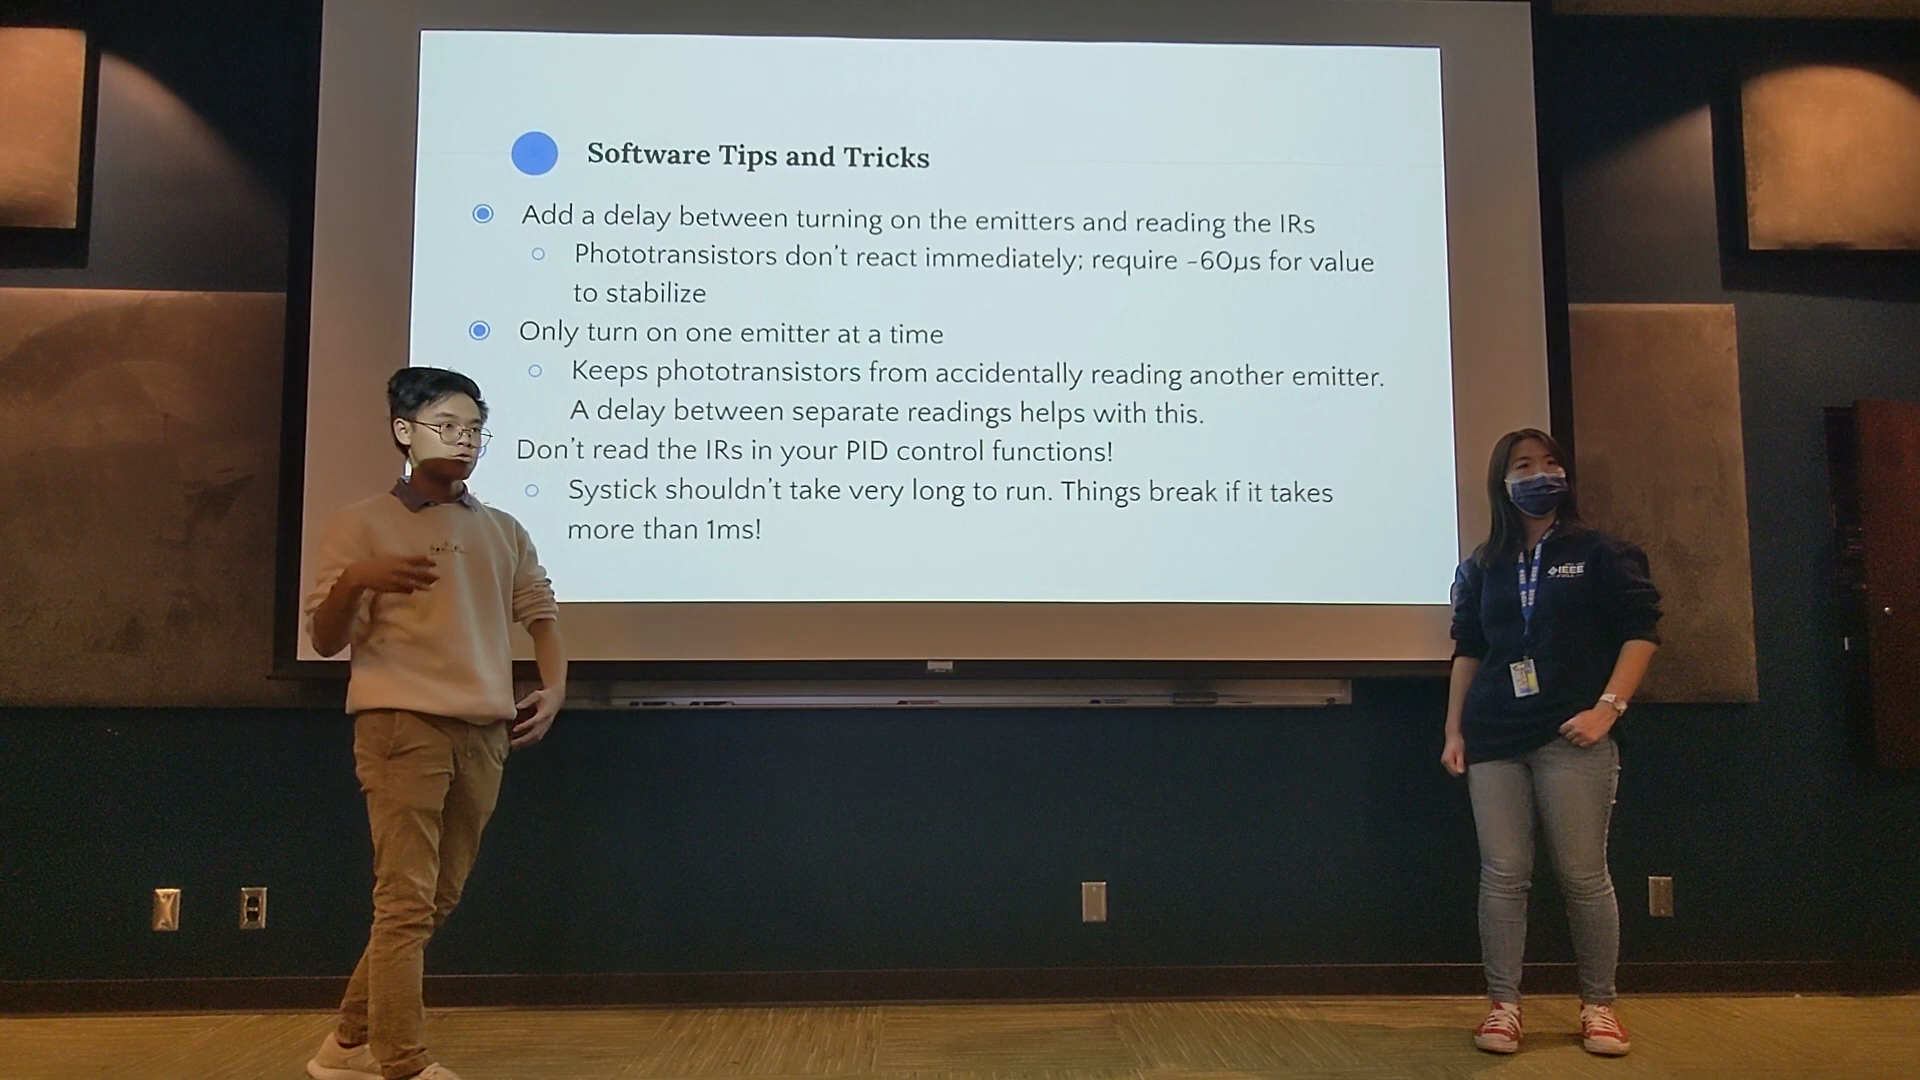 Software Tips and Tricks
Add a delay between turning on the emitters and reading the IRs
Phototransistors don't react immediately; require ~60μs for value
to stabilize
Only turn on one emitter at a time
Keeps phototransistors from accidentally reading another emitter.
A delay between separate readings helps with this.
Don't read the IRs in your PID control functions!
Systick shouldn't take very long to run. Things break if it takes
more than 1ms!
IEEE